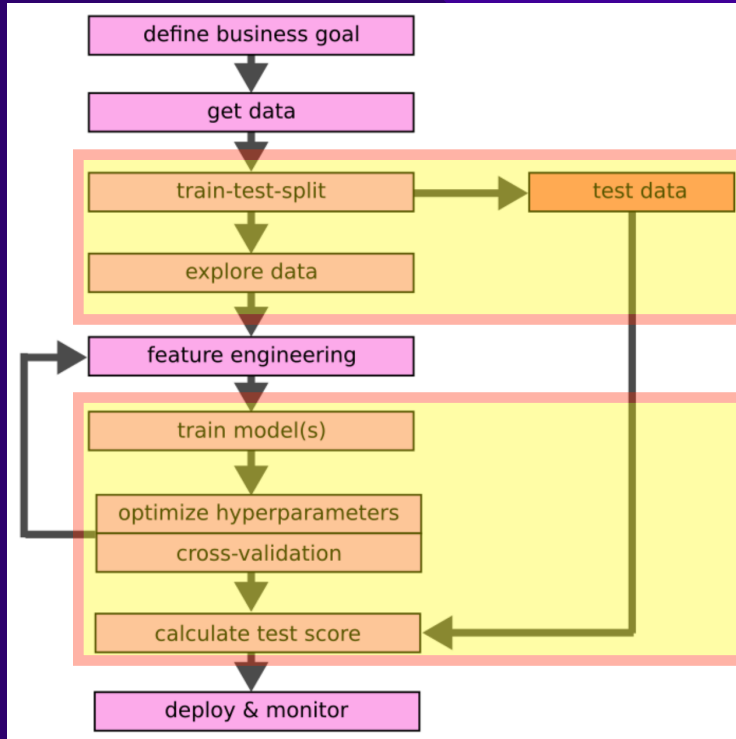 define business goal
get data
train-test-split
test data
explore data
feature engineering
train model(s)
optimize hyperparameters
cross-validation
calculate test score
deploy & monitor